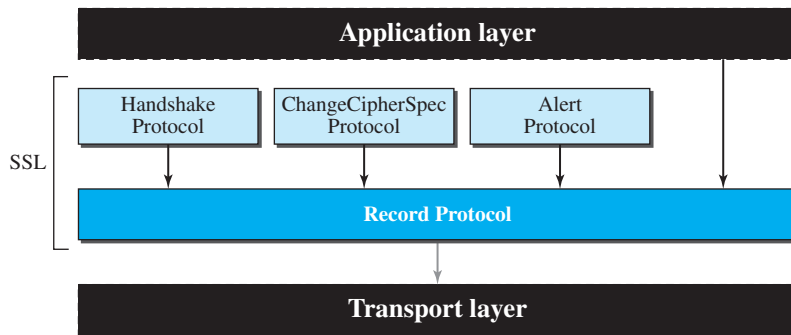 Application layer
Handshake
Protocol
ChangeCipherSpec
Protocol
Alert
Protocol
SSL
Record Protocol
Transport layer